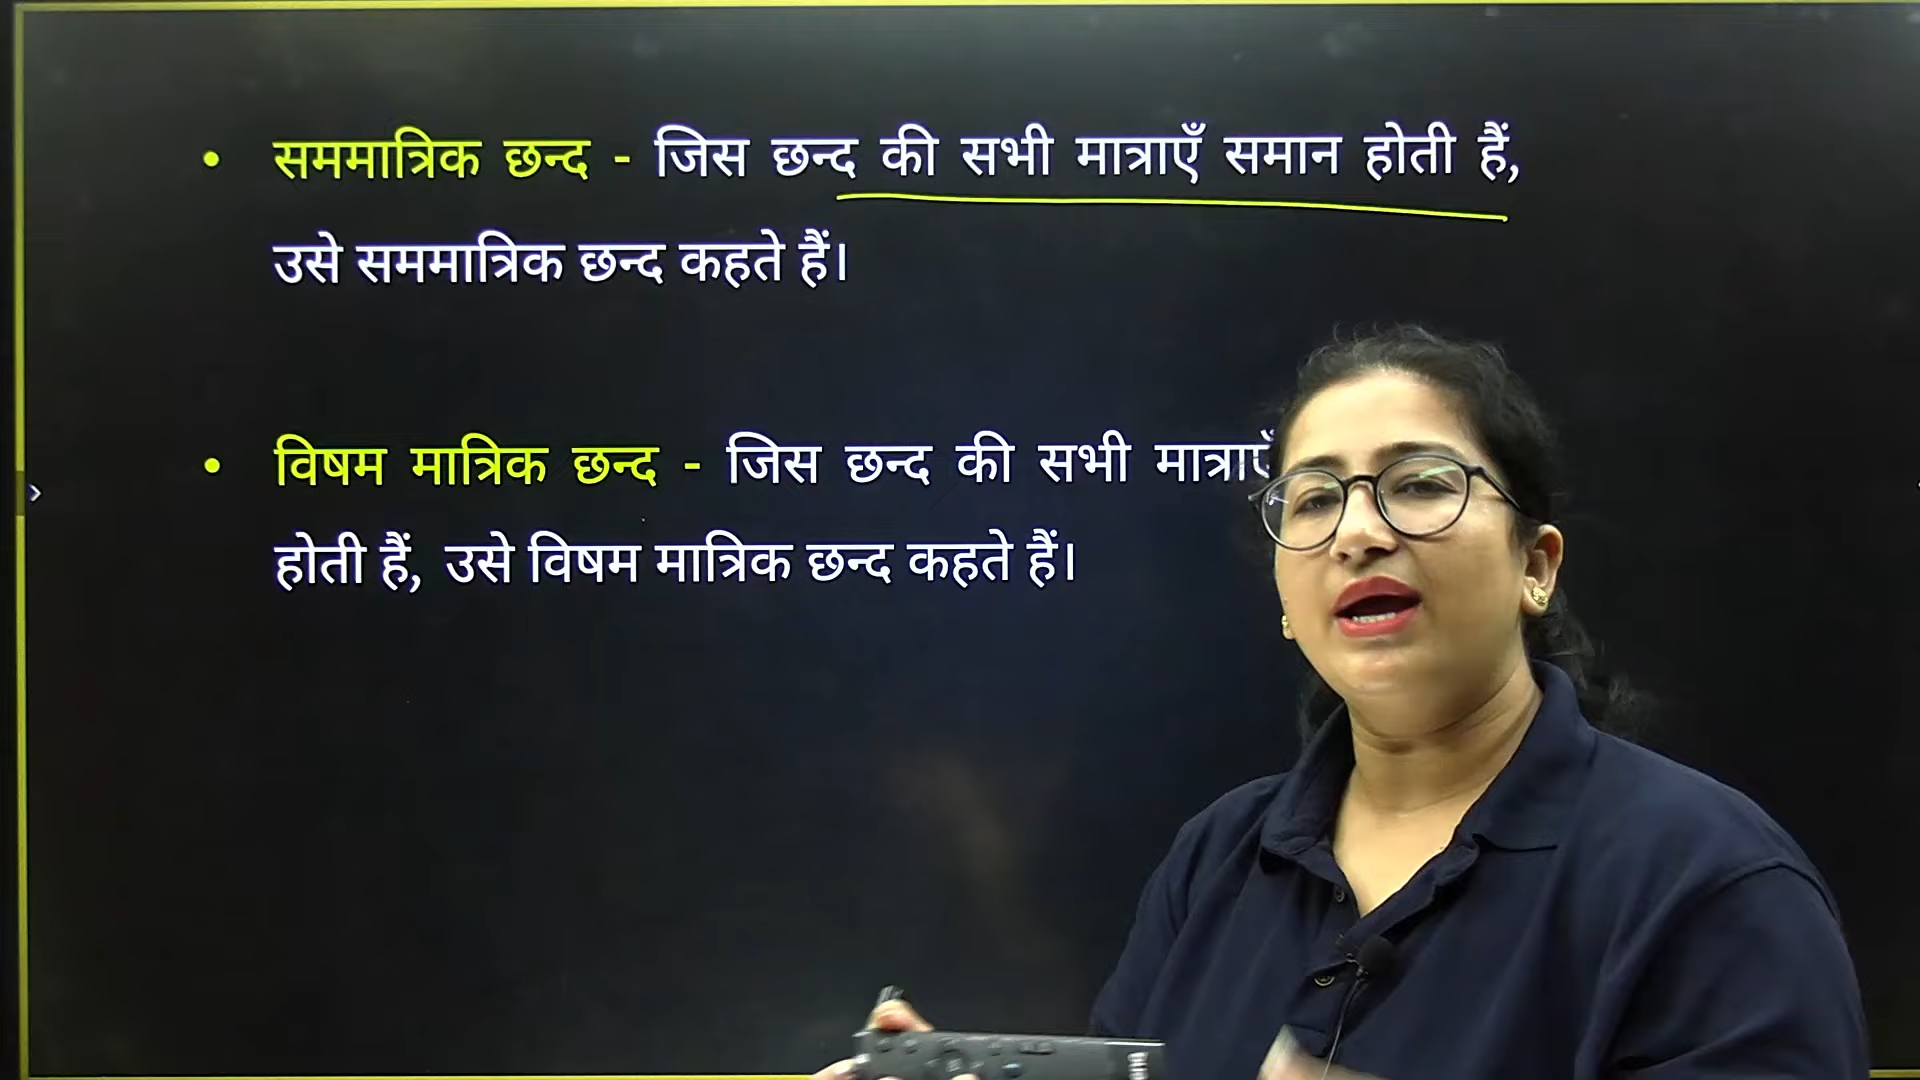 • सममात्रिक छन्द - जिस छन्द की सभी मात्राएँ समान होती हैं,
उसे सममात्रिक छन्द कहते हैं।
• विषम मात्रिक छन्द - जिस छन्द की सभी मात्राएँ
होती हैं, उसे विषम मात्रिक छन्द कहते हैं।